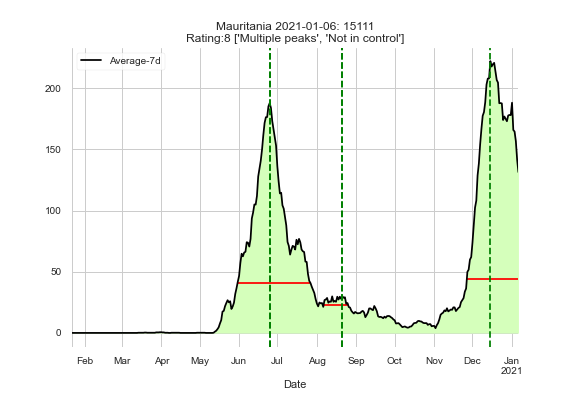 Mauritania 2021-01-06: 15111
Rating:8 ['Multiple peaks', 'Not in control']
Average-7d
200
150
100
50
0
Feb Mar Apr May Jun Jul Aug Sep Oct Nov Dec Jan
2021
Date